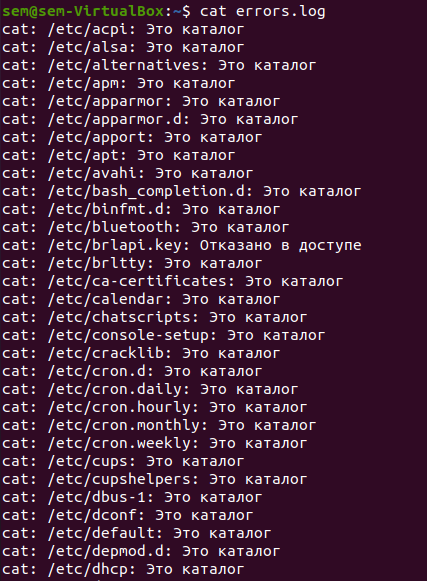 sem@sem-VirtualBox:~$ cat errors.log
cat: /etc/acpi: Это каталог
cat: /etc/alsa: Это каталог
cat: /etc/alternatives: Это каталог
cat: /etc/apm: Это каталог
cat: /etc/apparmor: Это каталог
cat: /etc/apparmor.d: Это каталог
cat: /etc/apport: Это каталог
cat: /etc/apt: Это каталог
cat: /etc/avahi: Это каталог
cat: /etc/bash_completion.d: Это каталог
cat: /etc/binfmt.d: Это каталог
cat: /etc/bluetooth: Это каталог
cat: /etc/brlapi.key: Отказано в доступе
cat: /etc/brltty: Это каталог
cat: /etc/ca-certificates: Это каталог
cat: /etc/calendar: Это каталог
cat: /etc/chatscripts: Это каталог
cat: /etc/console-setup: Это каталог
cat: /etc/cracklib: Это каталог
cat: /etc/cron.d: Это каталог
cat: /etc/cron.daily: Это каталог
cat: /etc/cron.hourly: Это каталог
cat: /etc/cron.monthly: Это каталог
cat: /etc/cron.weekly: Это каталог
cat: /etc/cups: Это каталог
cat: /etc/cupshelpers: Это каталог
cat: /etc/dbus-1: Это каталог
cat: /etc/dconf: Это каталог
cat: /etc/default: Это каталог
cat: /etc/depmod.d: Это каталог
cat: /etc/dhcp: Это каталог